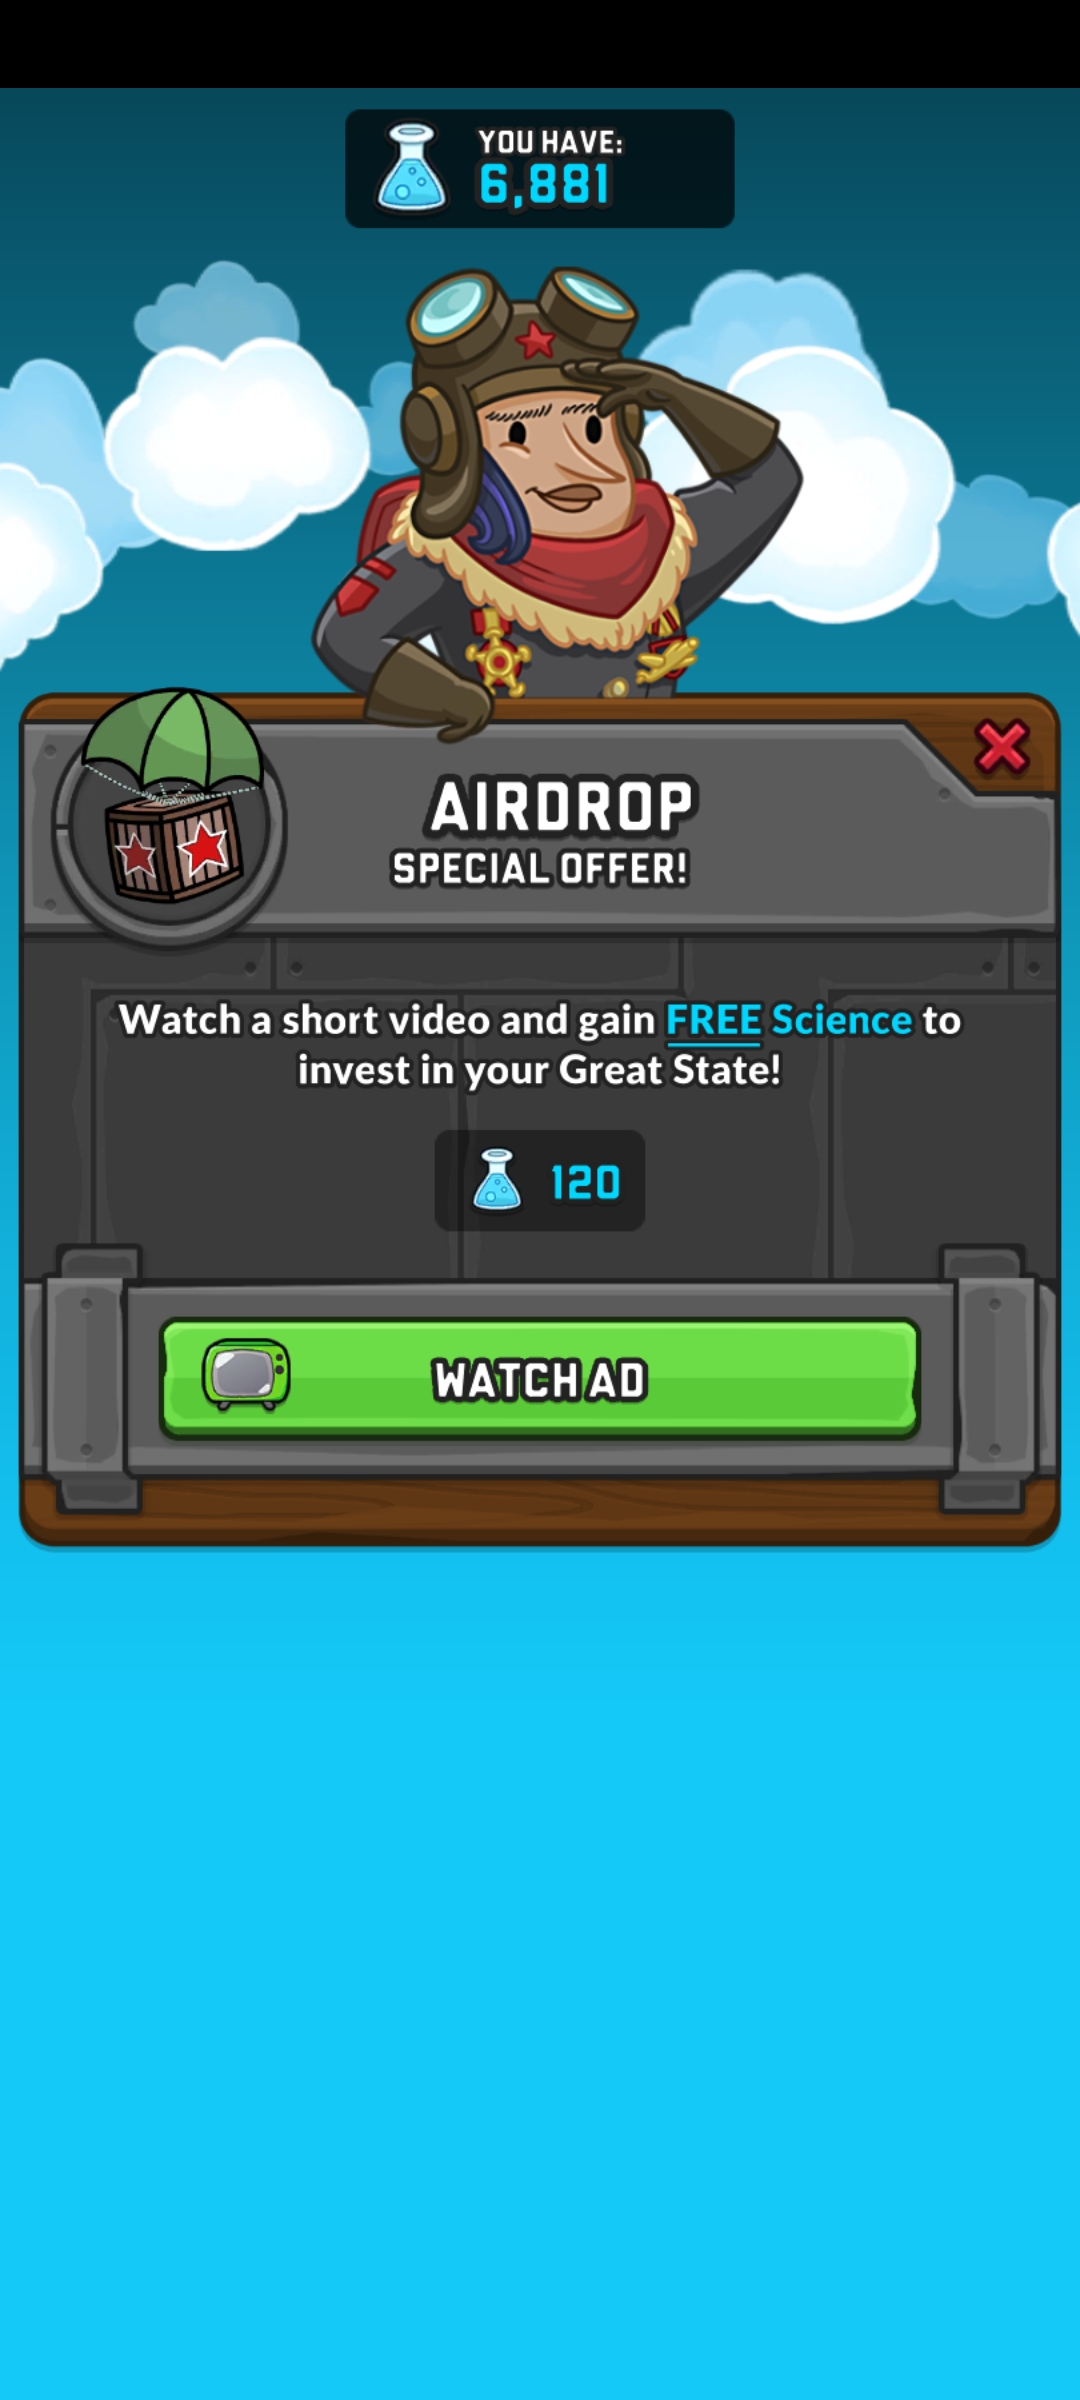 YOU HAVE:
6,881
AIRDROP
SPECIAL OFFER!
Watch a short video and gain FREE Science to
invest in your Great State!
120
WATCH AD